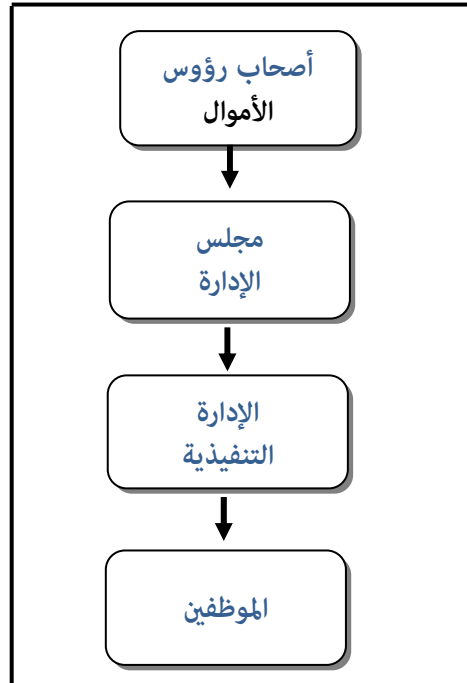 أصحاب رؤوس
الأموال
مجلس
الإدارة
الإدارة
التنفيذية
الموظفين